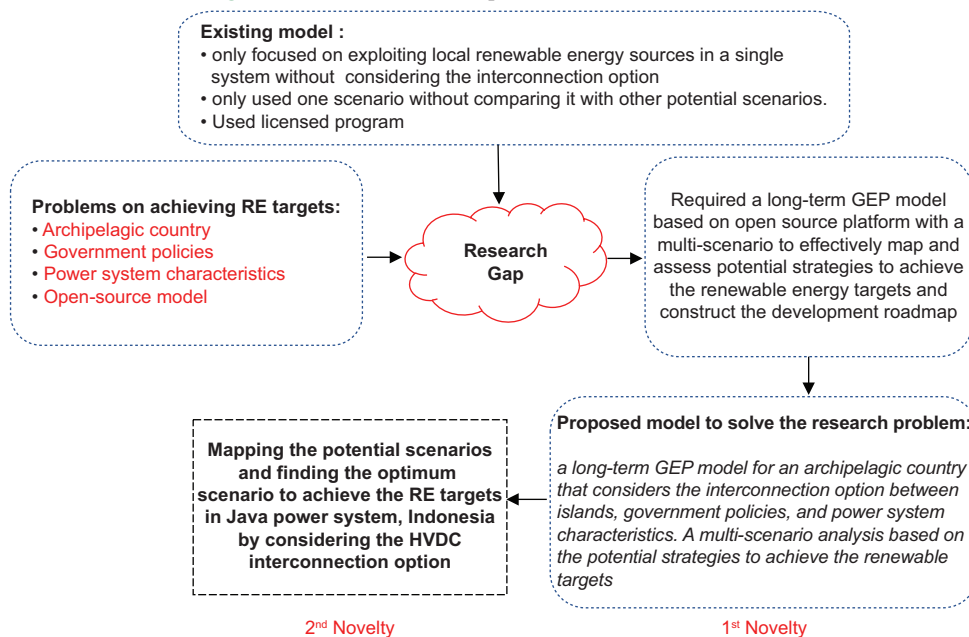 Existing model :
• only focused on exploiting local renewable energy sources in a single
system without considering the interconnection option
• only used one scenario without comparing it with other potential scenarios.
• Used licensed program
Problems on achieving RE targets:
• Archipelagic country
• Government policies
• Power system characteristics
• Open-source model
Research
Gap
Required a long-term GEP model
based on open source platform with a
multi-scenario to effectively map and
assess potential strategies to achieve
the renewable energy targets and
construct the development roadmap
Proposed model to solve the research problem:
a long-term GEP model for an archipelagic country
that considers the interconnection option between
islands, government policies, and power system
characteristics. A multi-scenario analysis based on
the potential strategies to achieve the renewable
targets
Mapping the potential scenarios
and finding the optimum
scenario to achieve the RE targets
in Java power system, Indonesia
by considering the HVDC
interconnection option
2nd Novelty
1st Novelty